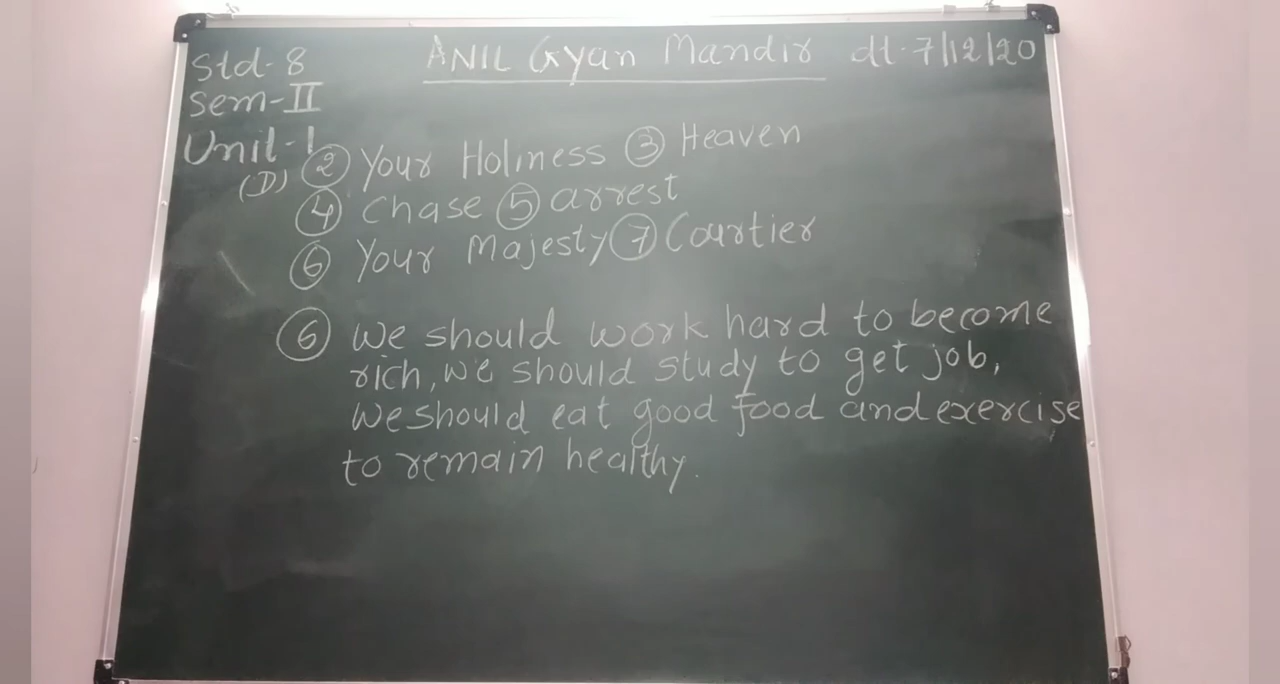 Std-8 ANIL Gyan Mandir dt-7/12/20
Sem-II
Unit-1
(D) ② Your Holiness ③ Heaven
④ Chase ⑤ arrest
⑥ Your Majesty ⑦ Courtier
⑥ we should work hard to become
rich, we should study to get job,
we should eat good food and exercise
to remain healthy.